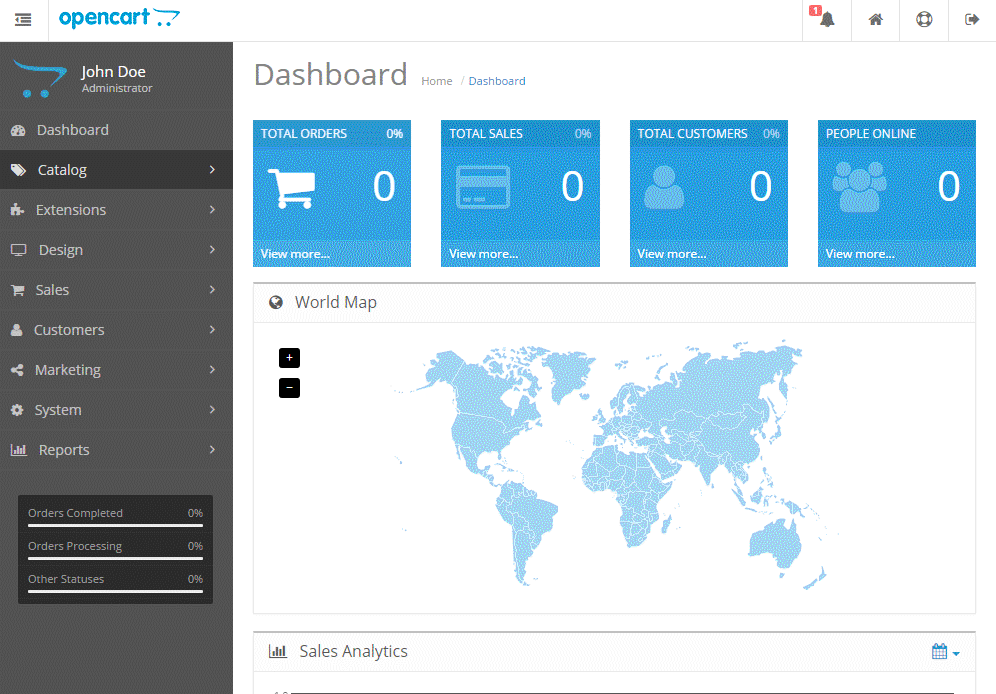 opencart
1
John Doe
Administrator
Dashboard
Catalog
Extensions
Design
Sales
Customers
Marketing
System
Reports
Orders Completed 0%
Orders Processing 0%
Other Statuses 0%
Dashboard Home / Dashboard
TOTAL ORDERS 0%
0
View more...
TOTAL SALES 0%
0
View more...
TOTAL CUSTOMERS 0%
0
View more...
PEOPLE ONLINE
0
View more...
World Map
+
−
Sales Analytics